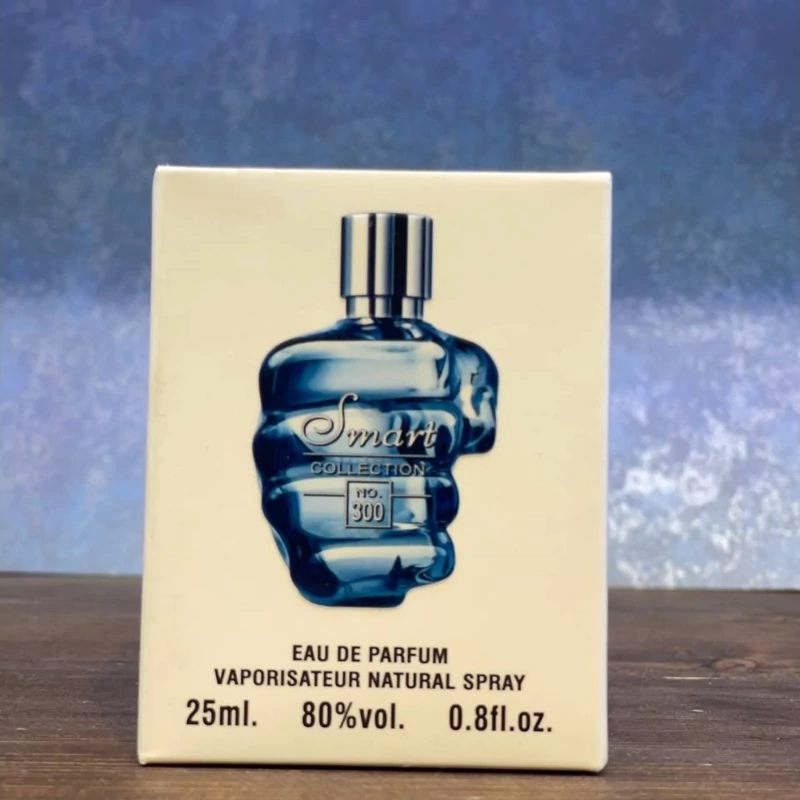 Smart
COLLECTION
NO.
300
EAU DE PARFUM
VAPORISATEUR NATURAL SPRAY
25ml. 80%vol. 0.8fl.oz.